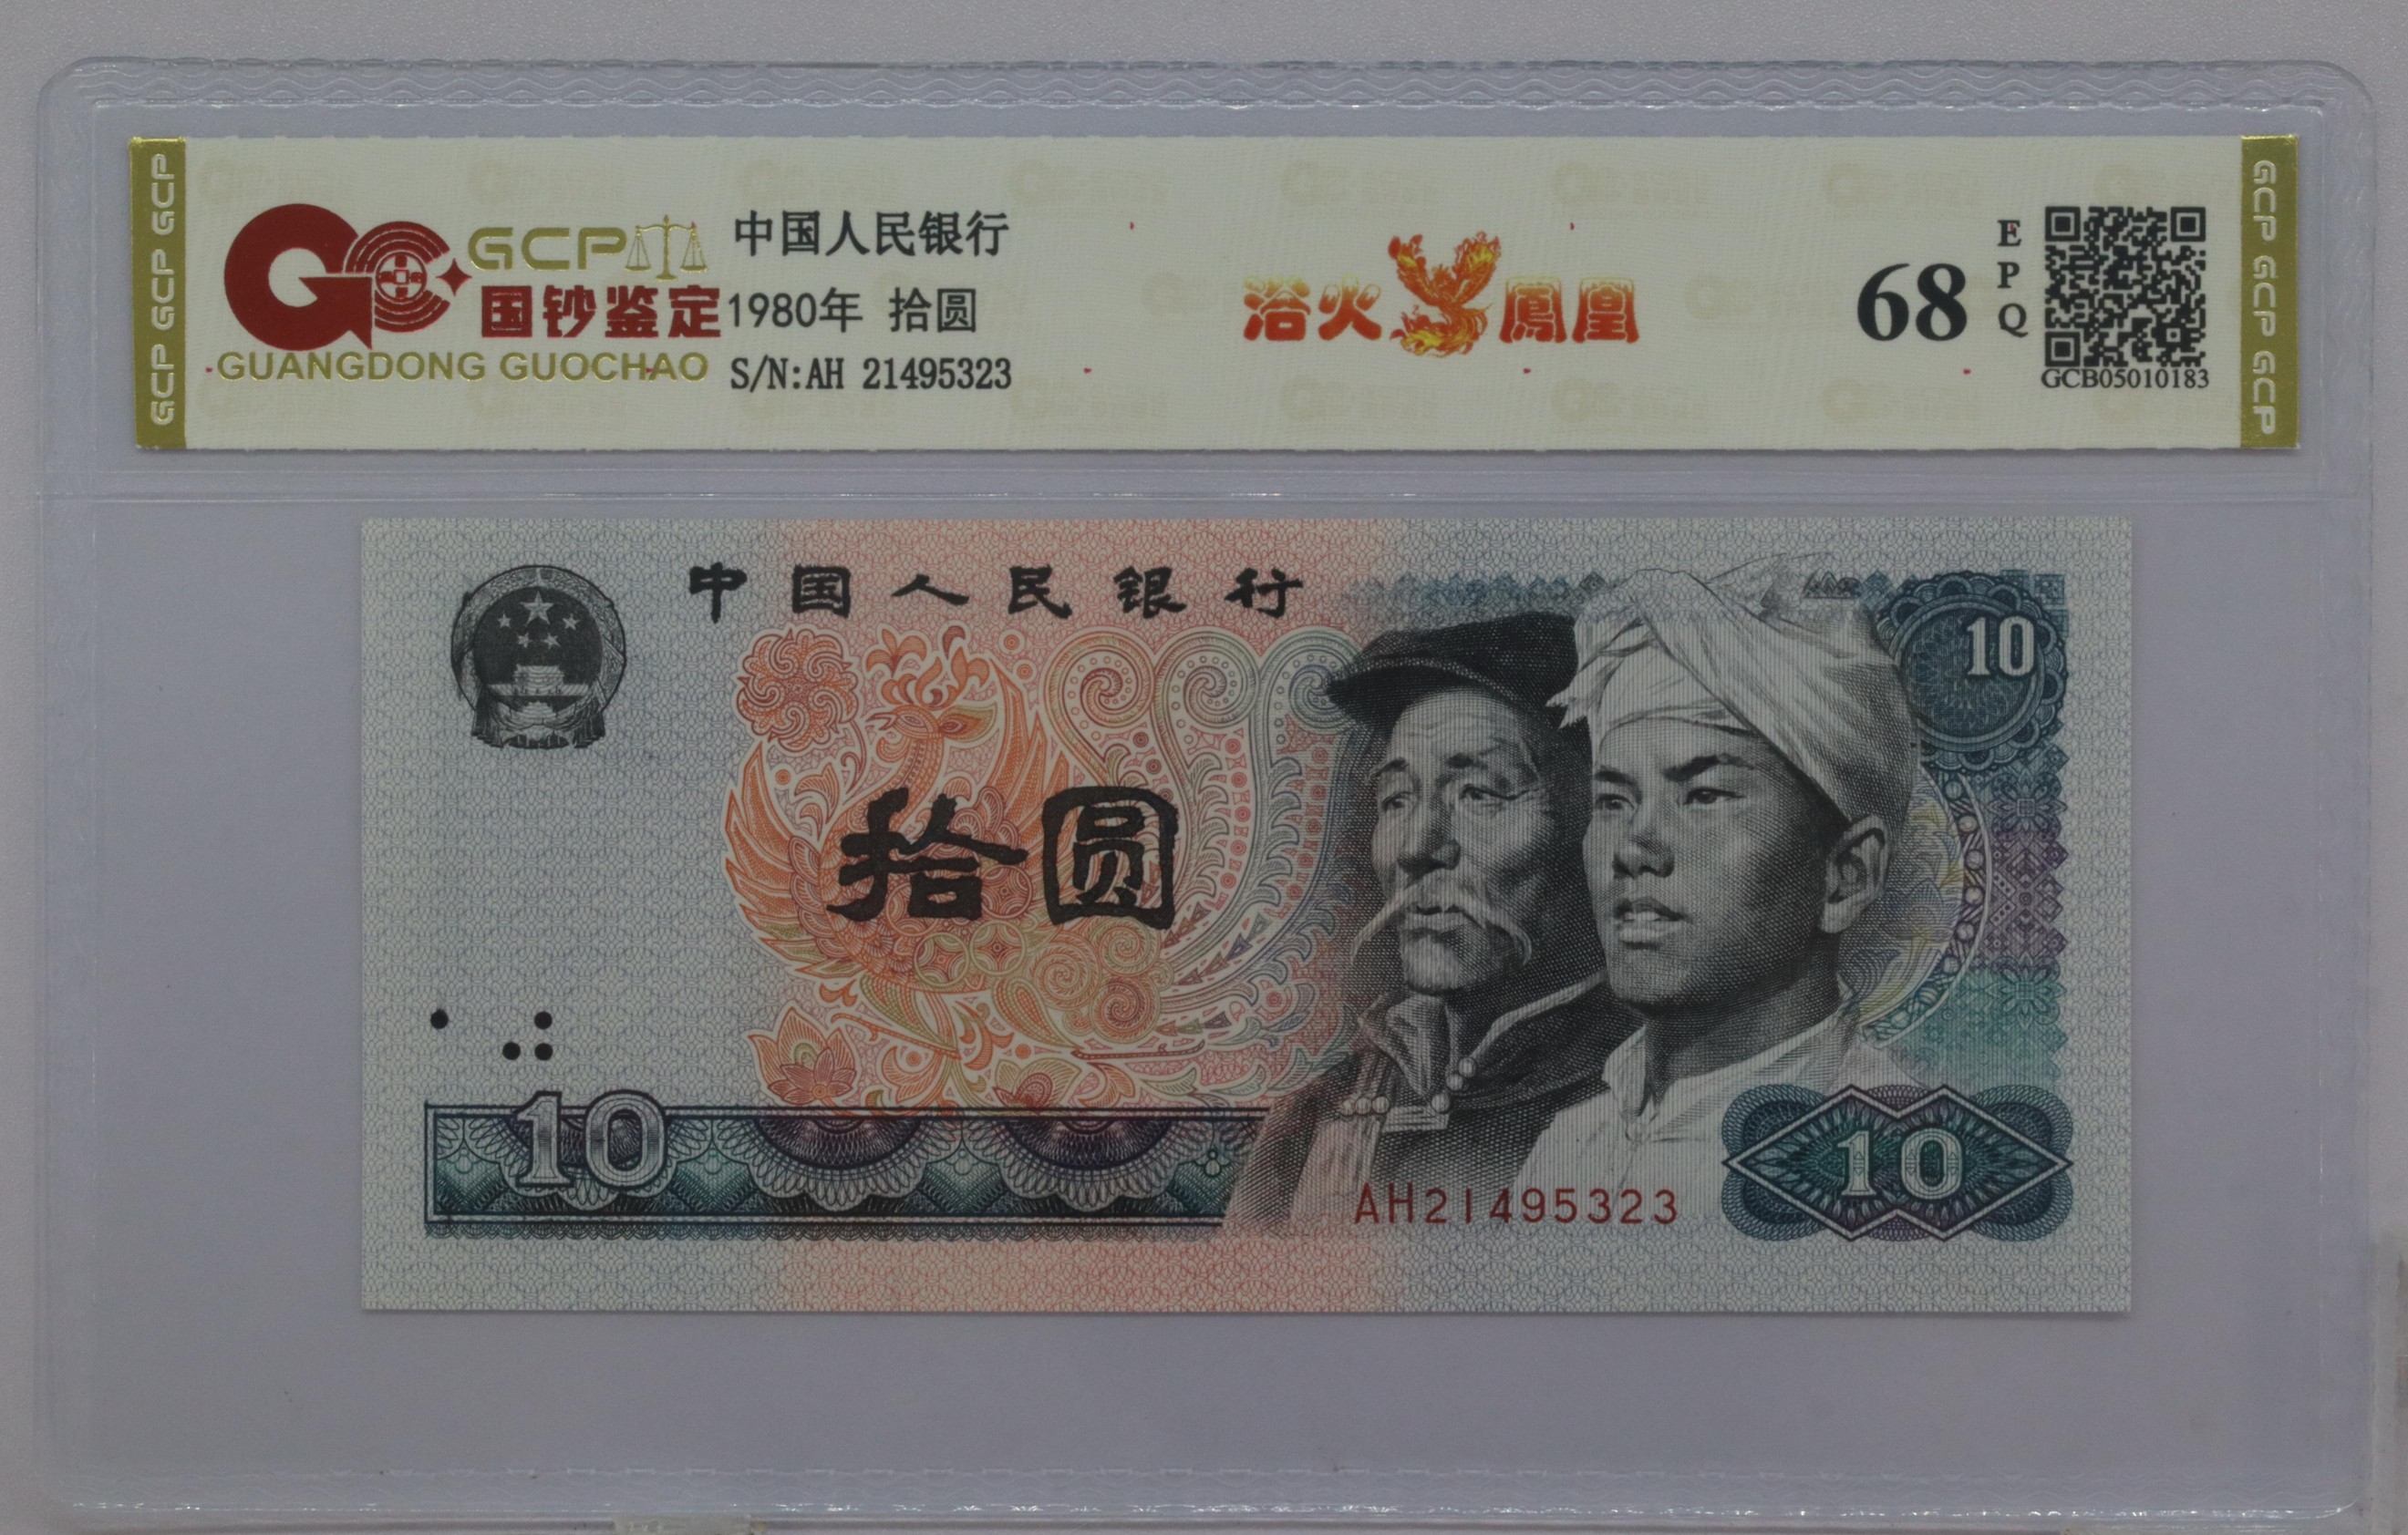 GCP GCP GCP
GCP
国钞鉴定
GUANGDONG GUOCHAO
中国人民银行
1980年 拾圆
S/N:AH 21495323
浴火鳳凰
68
EPQ
GCB05010183
GCP GCP GCP
中国人民银行
10
拾圆
10
AH21495323
10